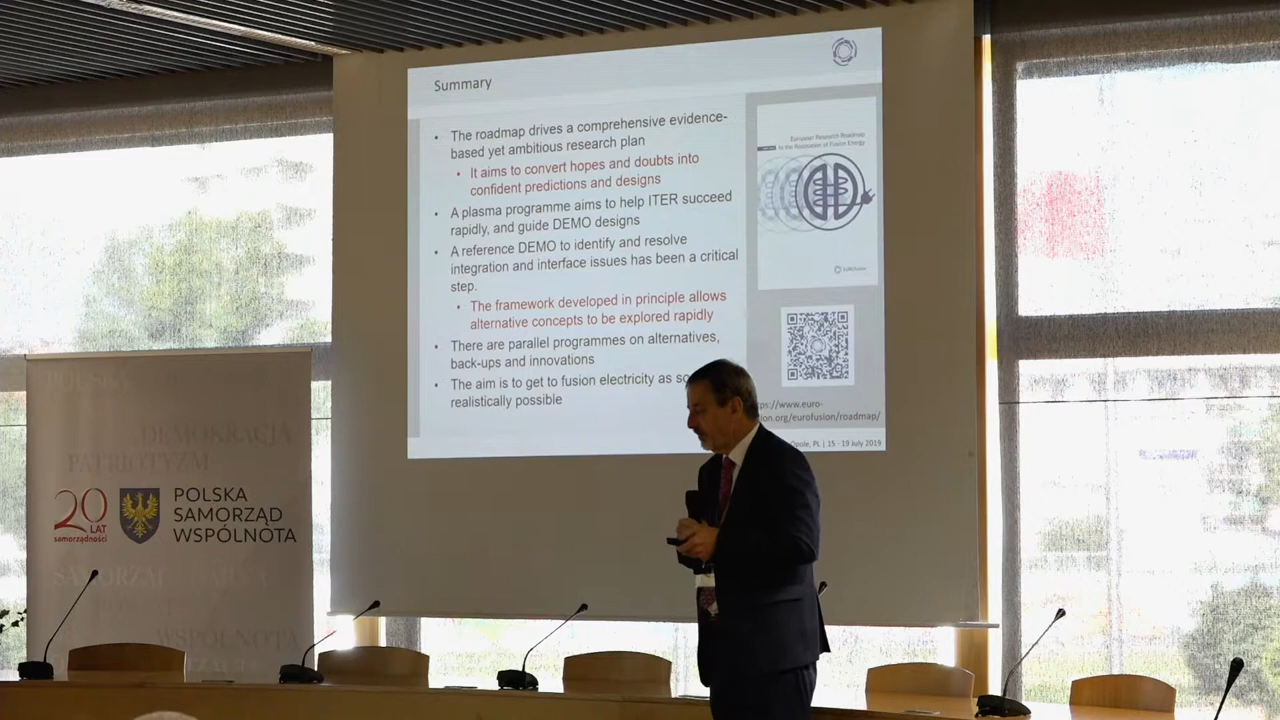 Summary
The roadmap drives a comprehensive evidence-
based yet ambitious research plan
It aims to convert hopes and doubts into
confident predictions and designs
A plasma programme aims to help ITER succeed
rapidly, and guide DEMO designs
A reference DEMO to identify and resolve
integration and interface issues has been a critical
step.
The framework developed in principle allows
alternative concepts to be explored rapidly
There are parallel programmes on alternatives,
back-ups and innovations
The aim is to get to fusion electricity as
realistically possible
European Research Roadmap
to the Realisation of Fusion Energy
EUROfusion
ps://www.euro-
ion.org/eurofusion/roadmap/
Opole, PL | 15 - 19 July 2019
DEMOKRACJA
PATRIOTYZM
20
LAT
samorządności
POLSKA
SAMORZĄD
WSPÓLNOTA
WSPÓLNOTA